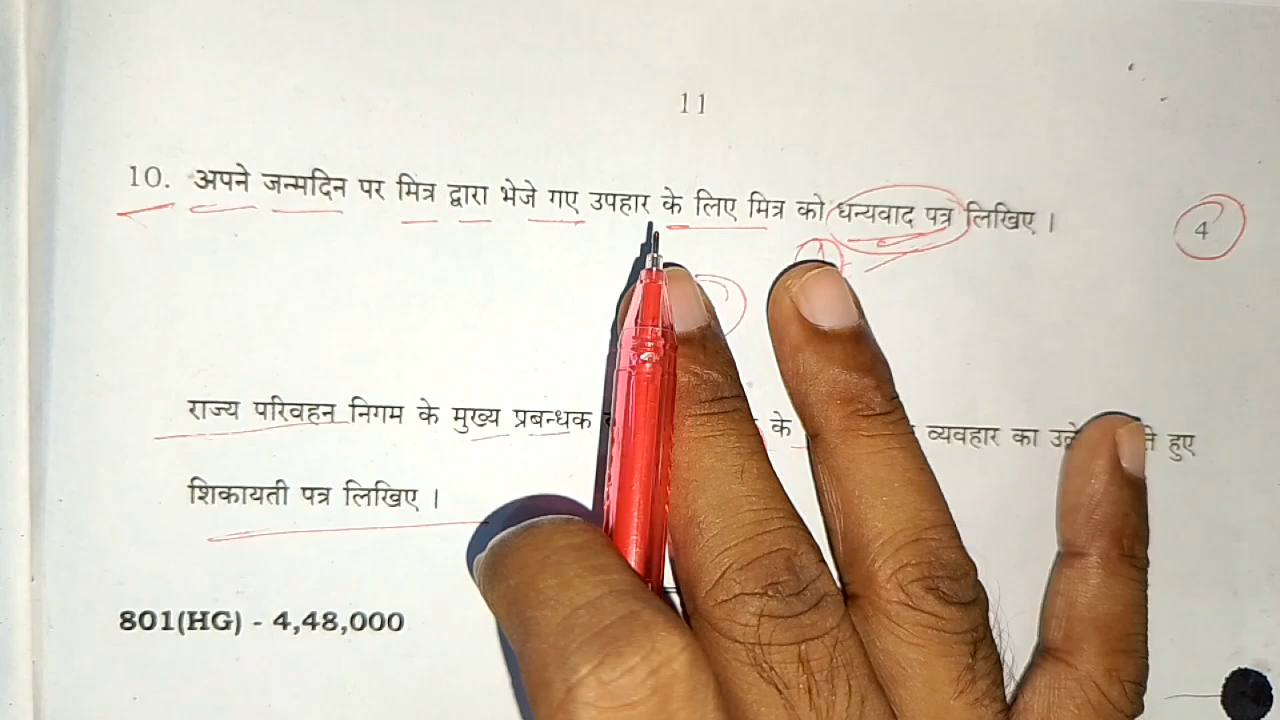 11
10. अपने जन्मदिन पर मित्र द्वारा भेजे गए उपहार के लिए मित्र को धन्यवाद पत्र लिखिए । 4
राज्य परिवहन निगम के मुख्य प्रबन्धक के व्यवहार का हुए
शिकायती पत्र लिखिए ।
801(HG) - 4,48,000